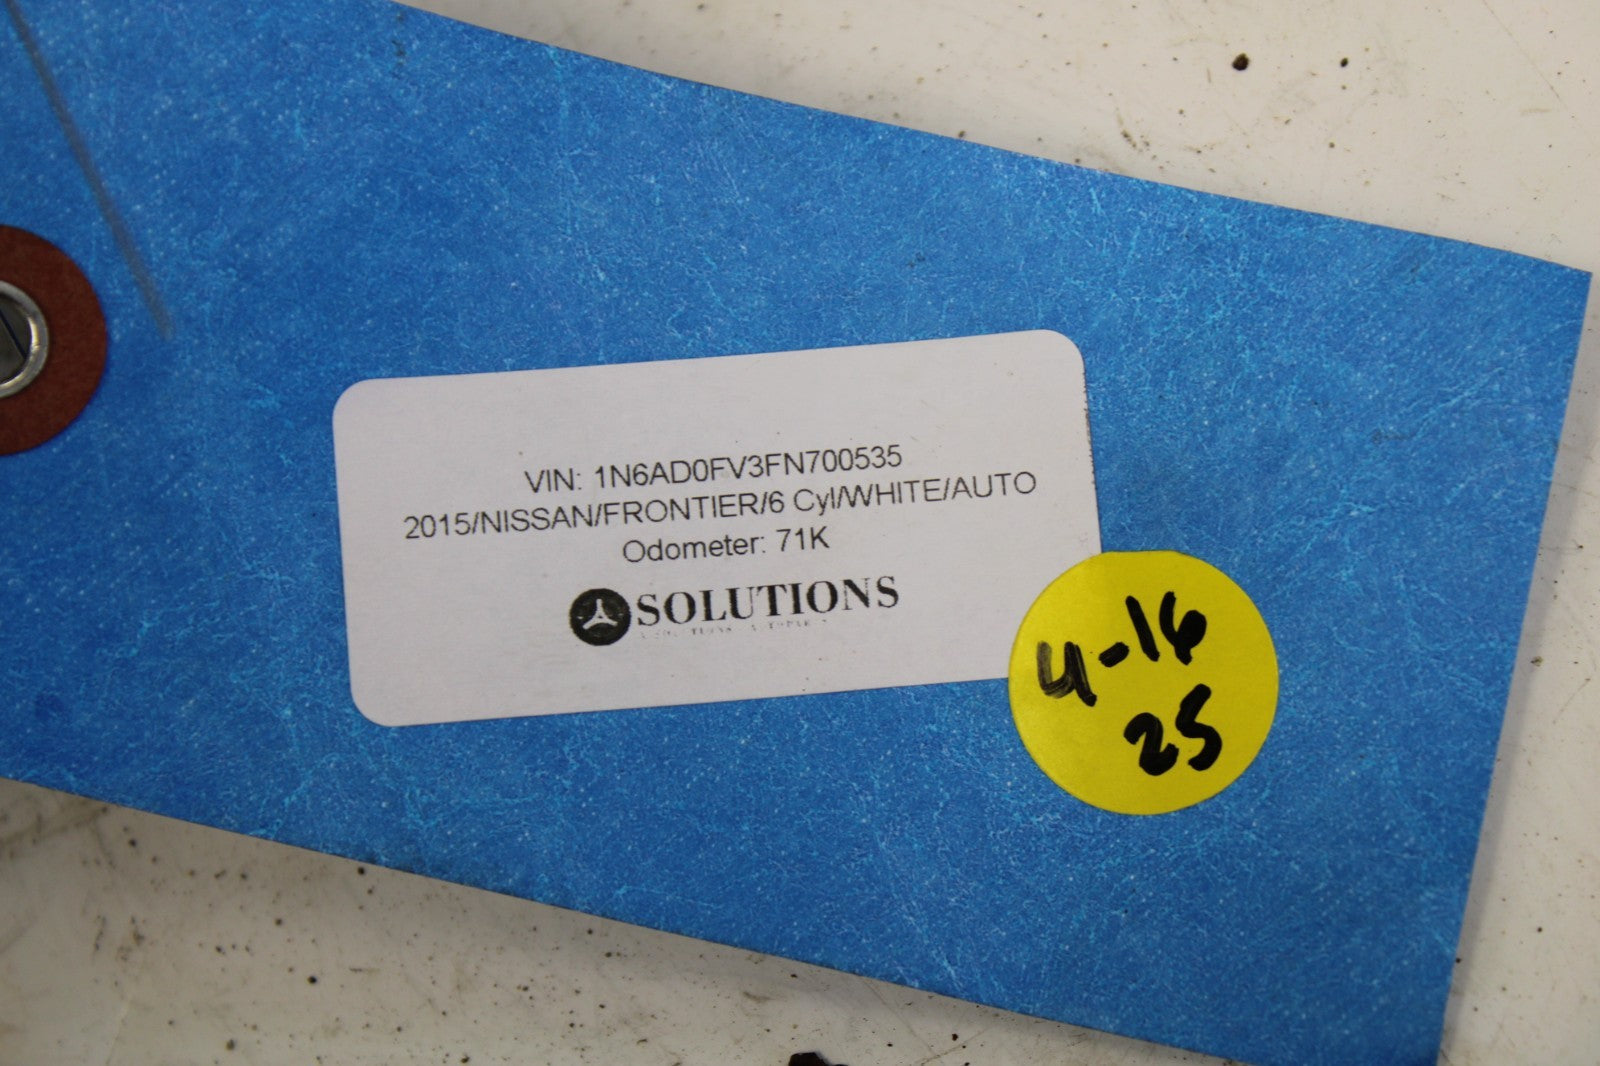 VIN: 1N6AD0FV3FN700535
2015/NISSAN/FRONTIER/6 Cyl/WHITE/AUTO
Odometer: 71K
SOLUTIONS
4-16
25